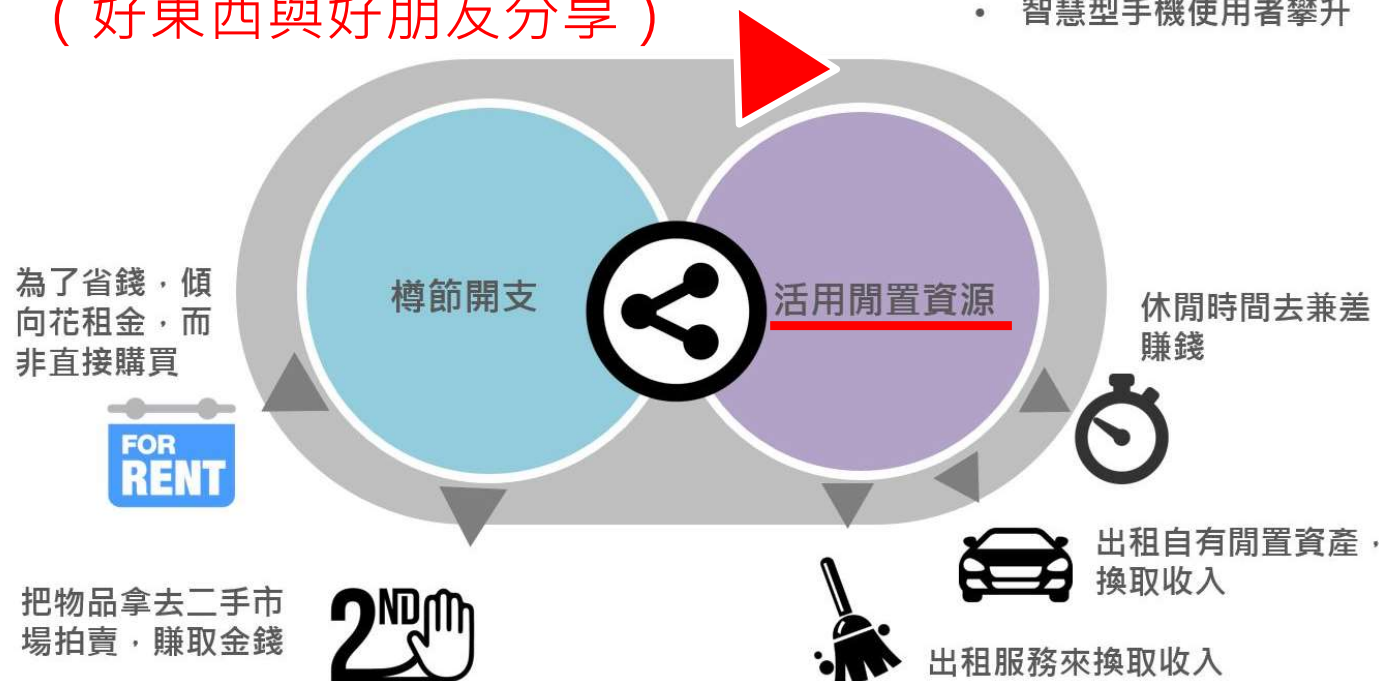 （好東西與好朋友分享）
• 智慧型手機使用者攀升
為了省錢，傾
向花租金，而
非直接購買
FOR
RENT
樽節開支
活用閒置資源
休閒時間去兼差
賺錢
出租自有閒置資產，
換取收入
把物品拿去二手市
場拍賣，賺取金錢
2ND
出租服務來換取收入